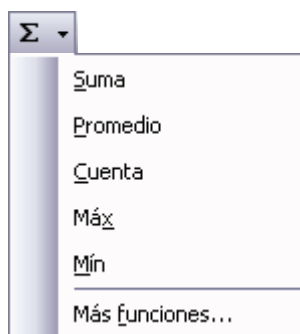 Σ
Suma
Promedio
Cuenta
Máx
Mín
Más funciones...